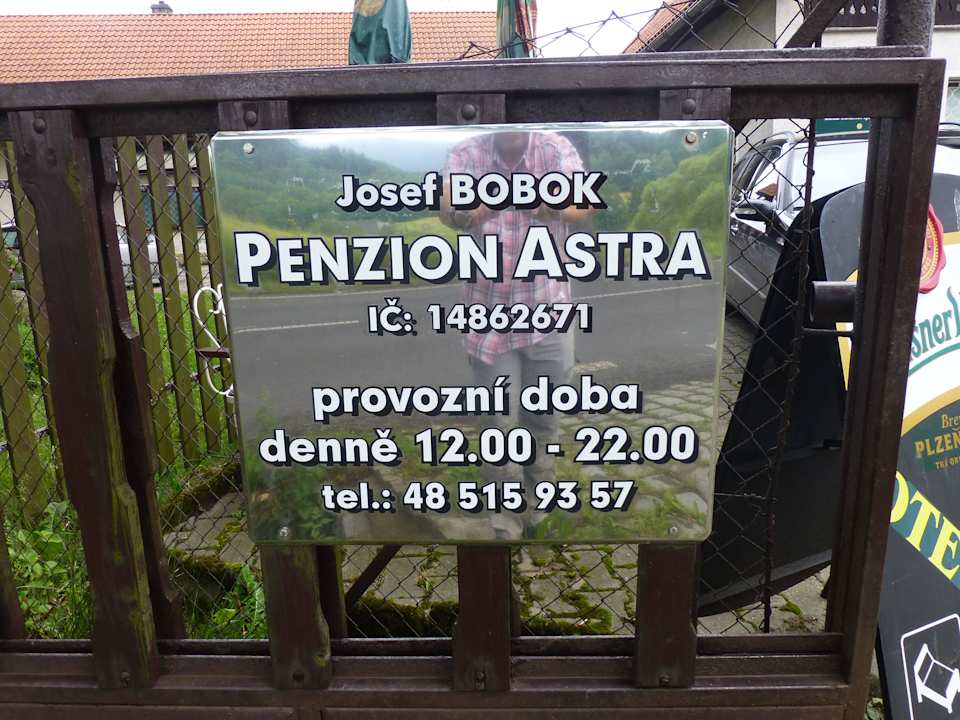 Josef BOBOK
PENZION ASTRA
IČ: 14862671
provozní doba
denně 12.00 - 22.00
tel.: 48 515 93 57